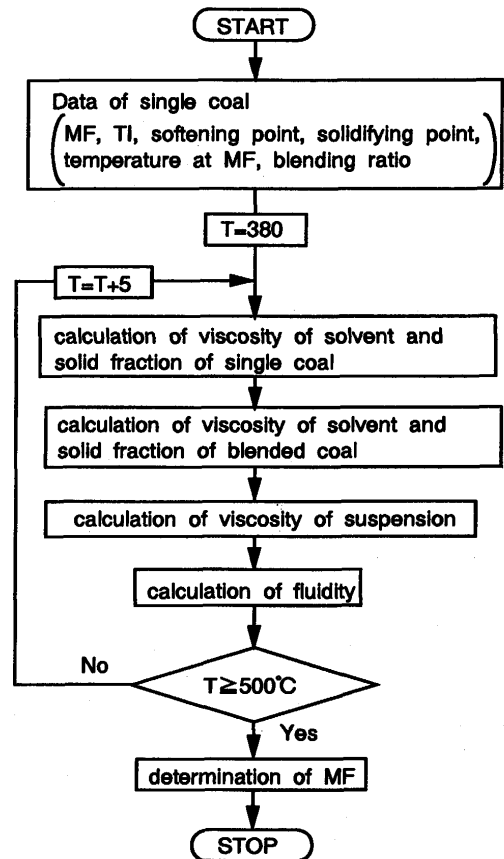 START
Data of single coal
MF, TI, softening point, solidifying point,
temperature at MF, blending ratio
T=380
T=T+5
calculation of viscosity of solvent and
solid fraction of single coal
calculation of viscosity of solvent and
solid fraction of blended coal
calculation of viscosity of suspension
calculation of fluidity
No
T≧500℃
Yes
determination of MF
STOP